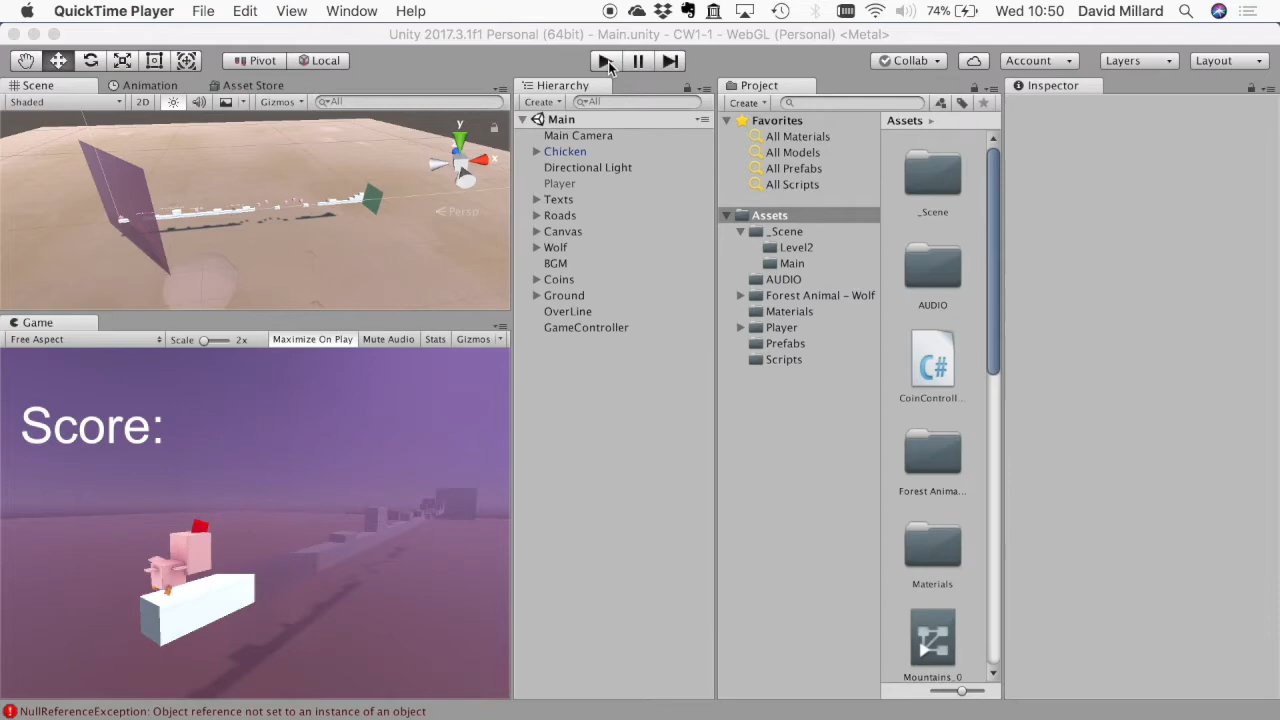 QuickTime Player File Edit View Window Help 74% Wed 10:50 David Millard
Unity 2017.3.1f1 Personal (64bit) - Main.unity - CW1-1 - WebGL (Personal) <Metal>
Pivot Local Collab Account Layers Layout
Scene Animation Asset Store
Shaded 2D Gizmos All
y
x
Persp
Game
Free Aspect Scale 2x Maximize On Play Mute Audio Stats Gizmos
Score:
Hierarchy
Create All
Main
Main Camera
Chicken
Directional Light
Player
Texts
Roads
Canvas
Wolf
BGM
Coins
Ground
OverLine
GameController
Project
Create
Favorites
All Materials
All Models
All Prefabs
All Scripts
Assets
_Scene
Level2
Main
AUDIO
Forest Animal - Wolf
Materials
Player
Prefabs
Scripts
Assets
_Scene
AUDIO
C#
CoinControll...
Forest Anima...
Materials
Mountains_0
Inspector
NullReferenceException: Object reference not set to an instance of an object